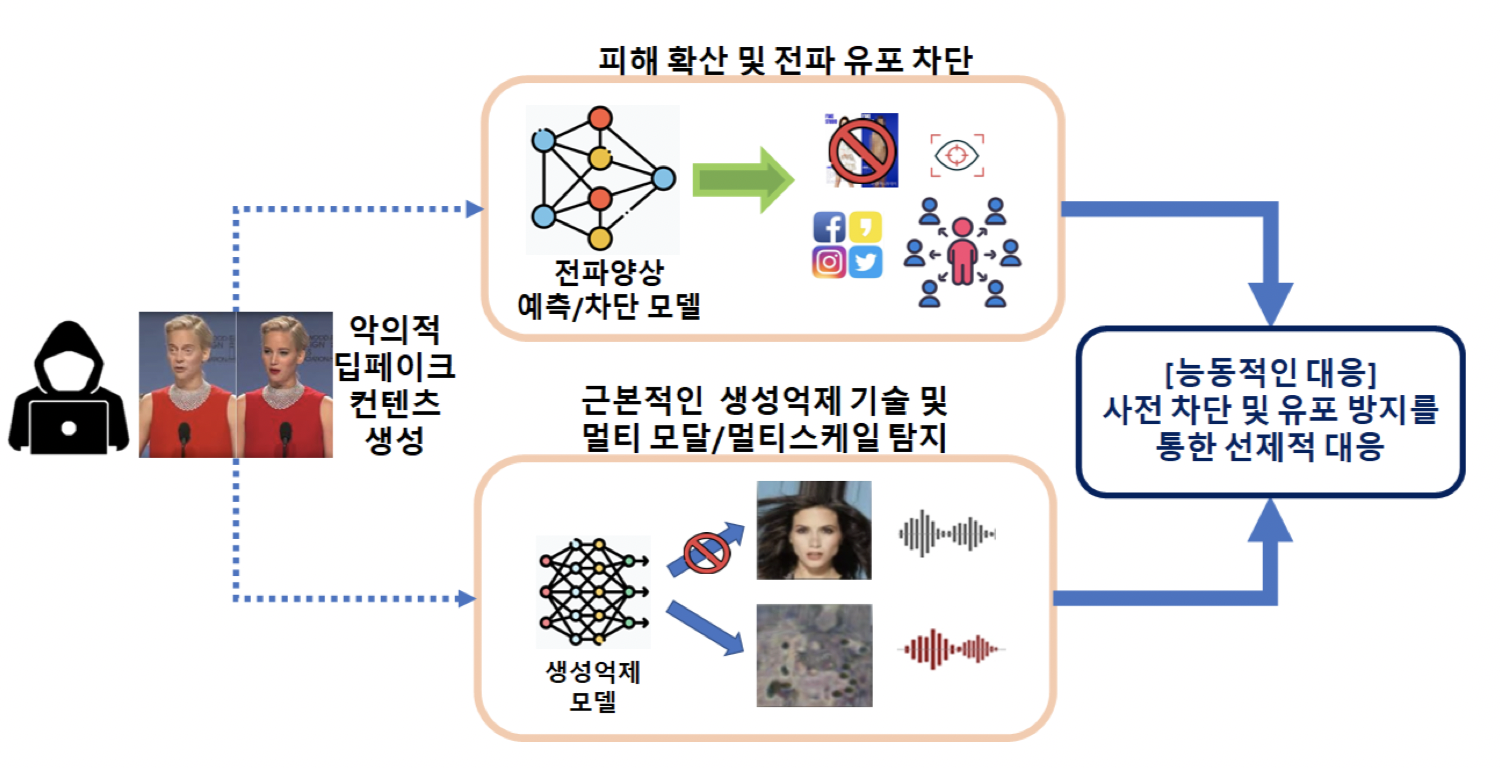 피해 확산 및 전파 유포 차단
전파양상
예측/차단 모델
악의적
딥페이크
컨텐츠
생성
근본적인 생성억제 기술 및
멀티 모달/멀티스케일 탐지
생성억제
모델
[능동적인 대응]
사전 차단 및 유포 방지를
통한 선제적 대응